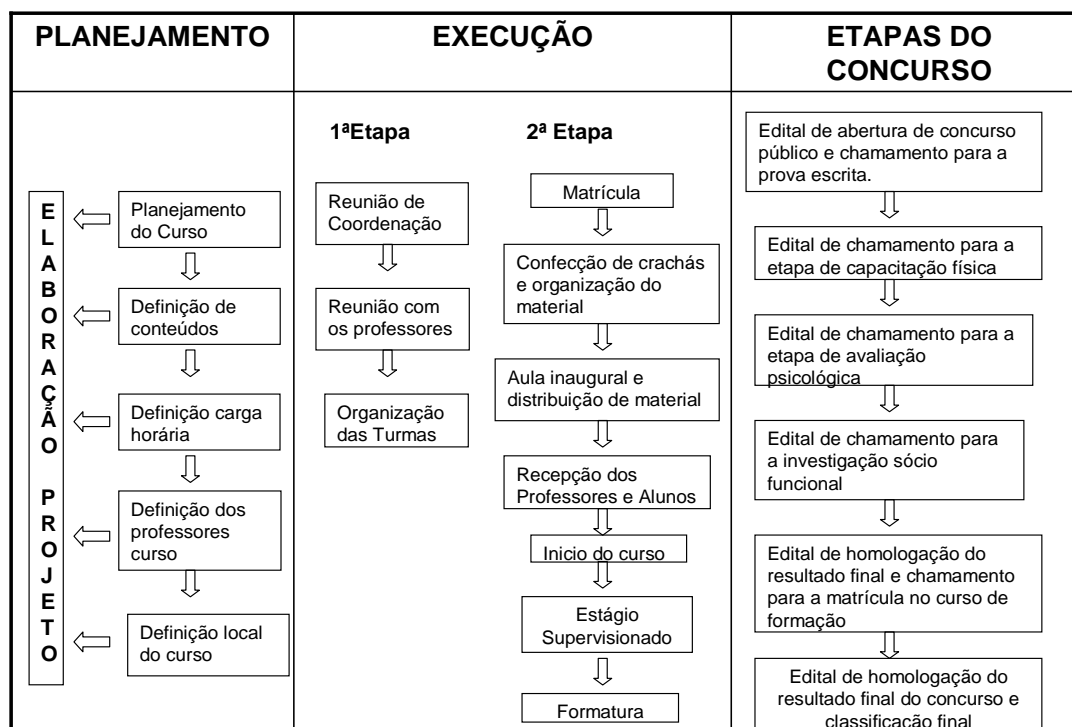 PLANEJAMENTO
EXECUÇÃO
ETAPAS DO
CONCURSO
ELABORAÇÃO PROJETO
Planejamento
do Curso
Definição de
conteúdos
Definição carga
horária
Definição dos
professores
curso
Definição local
do curso
1ªEtapa
Reunião de
Coordenação
Reunião com
os professores
Organização
das Turmas
2ª Etapa
Matrícula
Confecção de crachás
e organização do
material
Aula inaugural e
distribuição de material
Recepção dos
Professores e Alunos
Inicio do curso
Estágio
Supervisionado
Formatura
Edital de abertura de concurso
público e chamamento para a
prova escrita.
Edital de chamamento para a
etapa de capacitação física
Edital de chamamento para a
etapa de avaliação
psicológica
Edital de chamamento para
a investigação sócio
funcional
Edital de homologação do
resultado final e chamamento
para a matrícula no curso de
formação
Edital de homologação do
resultado final do concurso e
classificação final